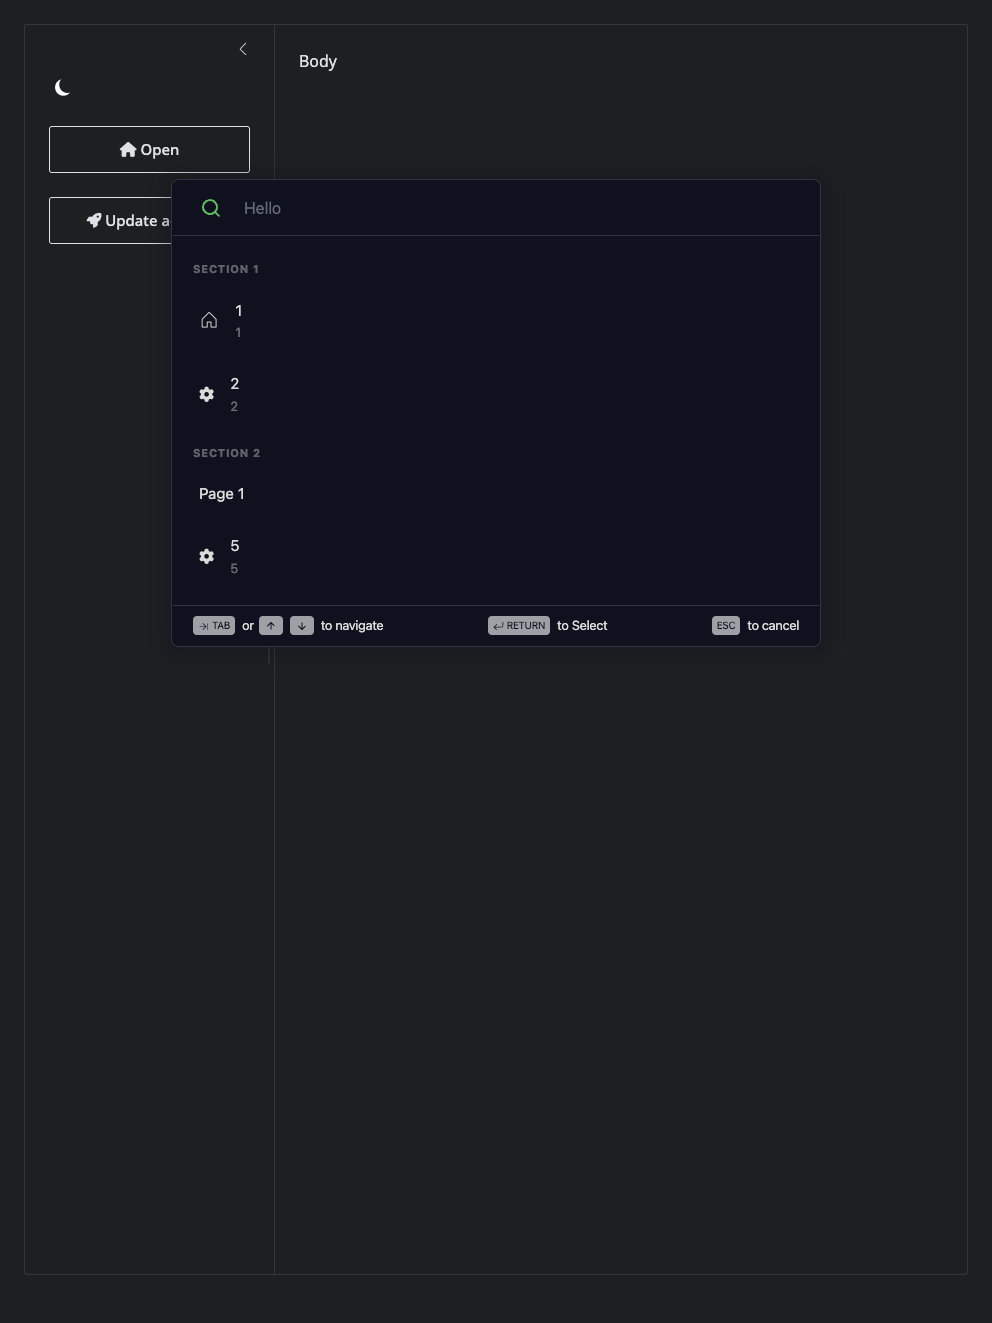 Body
Open
Update a
Hello
SECTION 1
1
1
2
2
SECTION 2
Page 1
5
5
TAB or to navigate RETURN to Select ESC to cancel